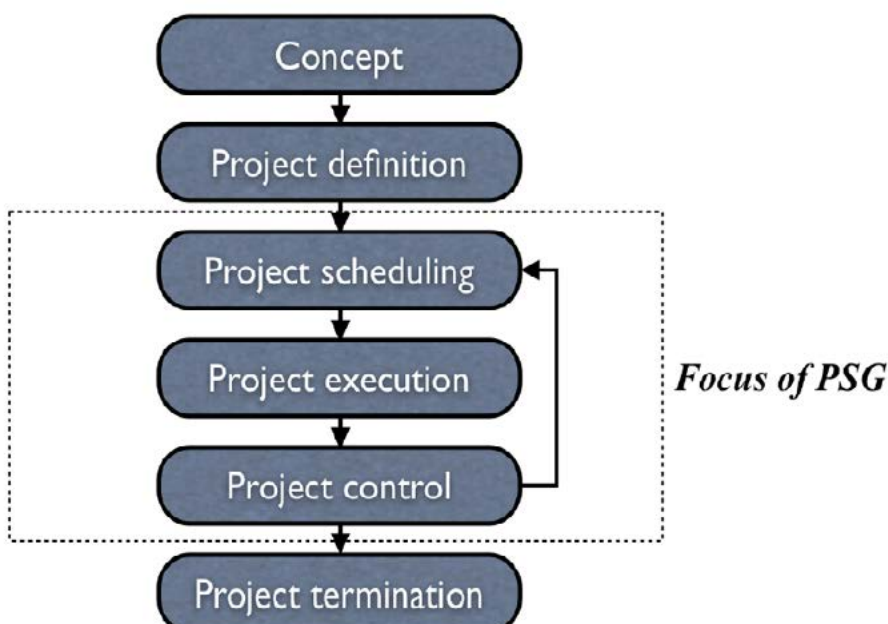 Concept
Project definition
Project scheduling
Project execution
Focus of PSG
Project control
Project termination